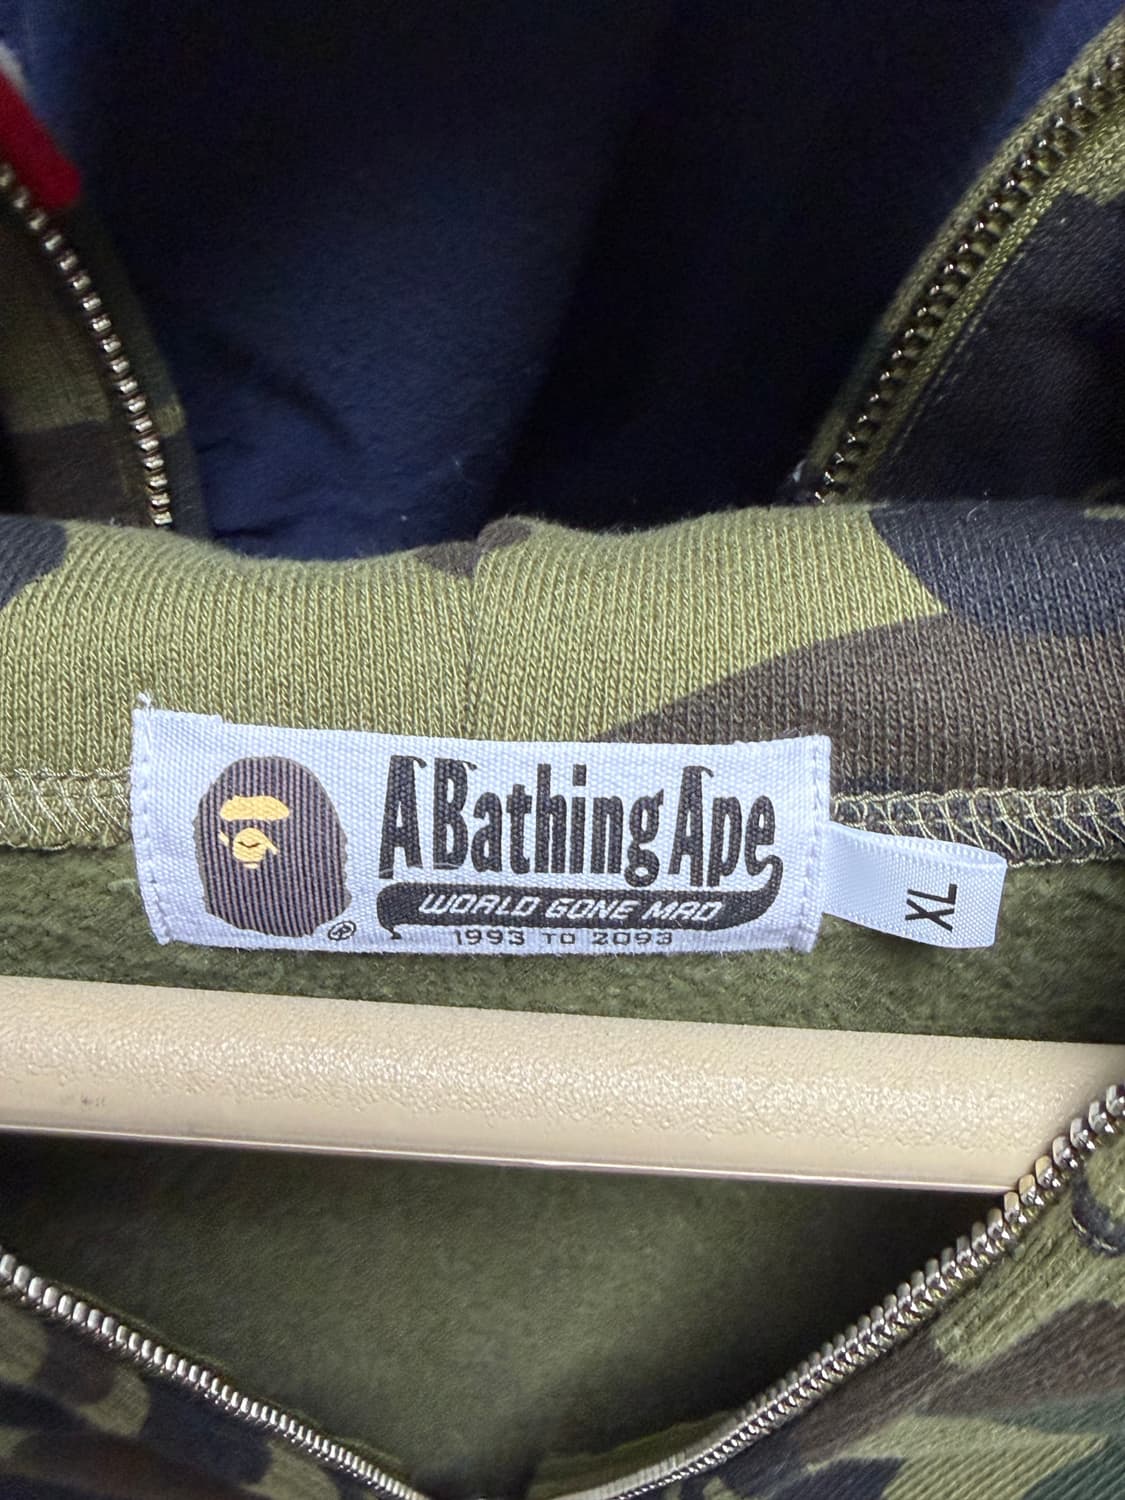 A Bathing Ape
WORLD GONE MAD
1993 TO 2093
®
XL